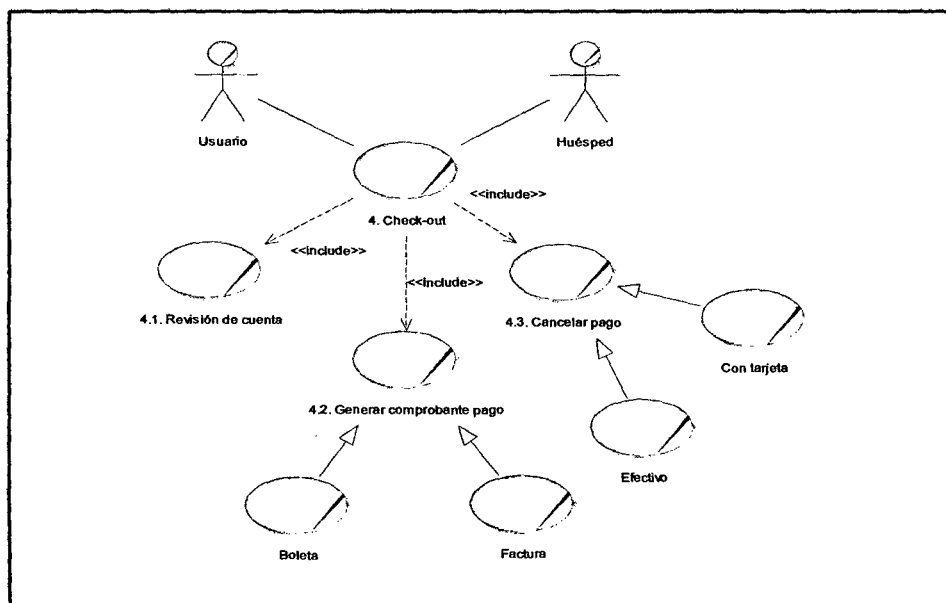 Usuario
Huésped
<<include>>
4. Check-out
<<include>>
<<include>>
4.1. Revisión de cuenta
4.3. Cancelar pago
Con tarjeta
4.2. Generar comprobante pago
Efectivo
Boleta
Factura